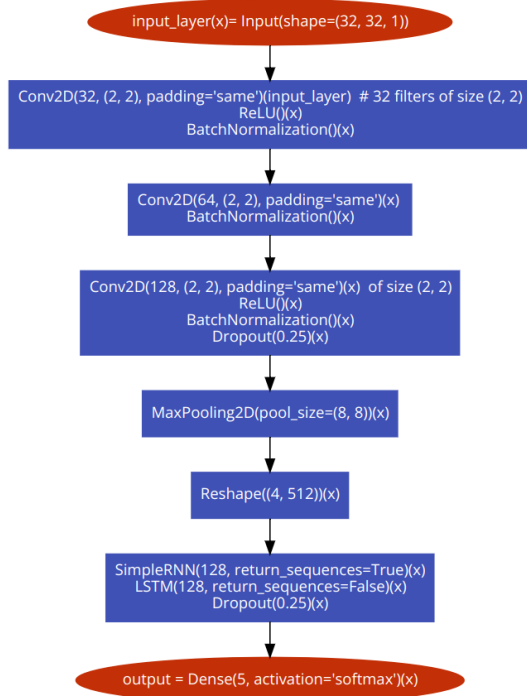 input_layer(x)= Input(shape=(32, 32, 1))
Conv2D(32, (2, 2), padding='same')(input_layer)  # 32 filters of size (2, 2)
ReLU()(x)
BatchNormalization()(x)
Conv2D(64, (2, 2), padding='same')(x)
BatchNormalization()(x)
Conv2D(128, (2, 2), padding='same')(x)  of size (2, 2)
ReLU()(x)
BatchNormalization()(x)
Dropout(0.25)(x)
MaxPooling2D(pool_size=(8, 8))(x)
Reshape((4, 512))(x)
SimpleRNN(128, return_sequences=True)(x)
LSTM(128, return_sequences=False)(x)
Dropout(0.25)(x)
output = Dense(5, activation='softmax')(x)